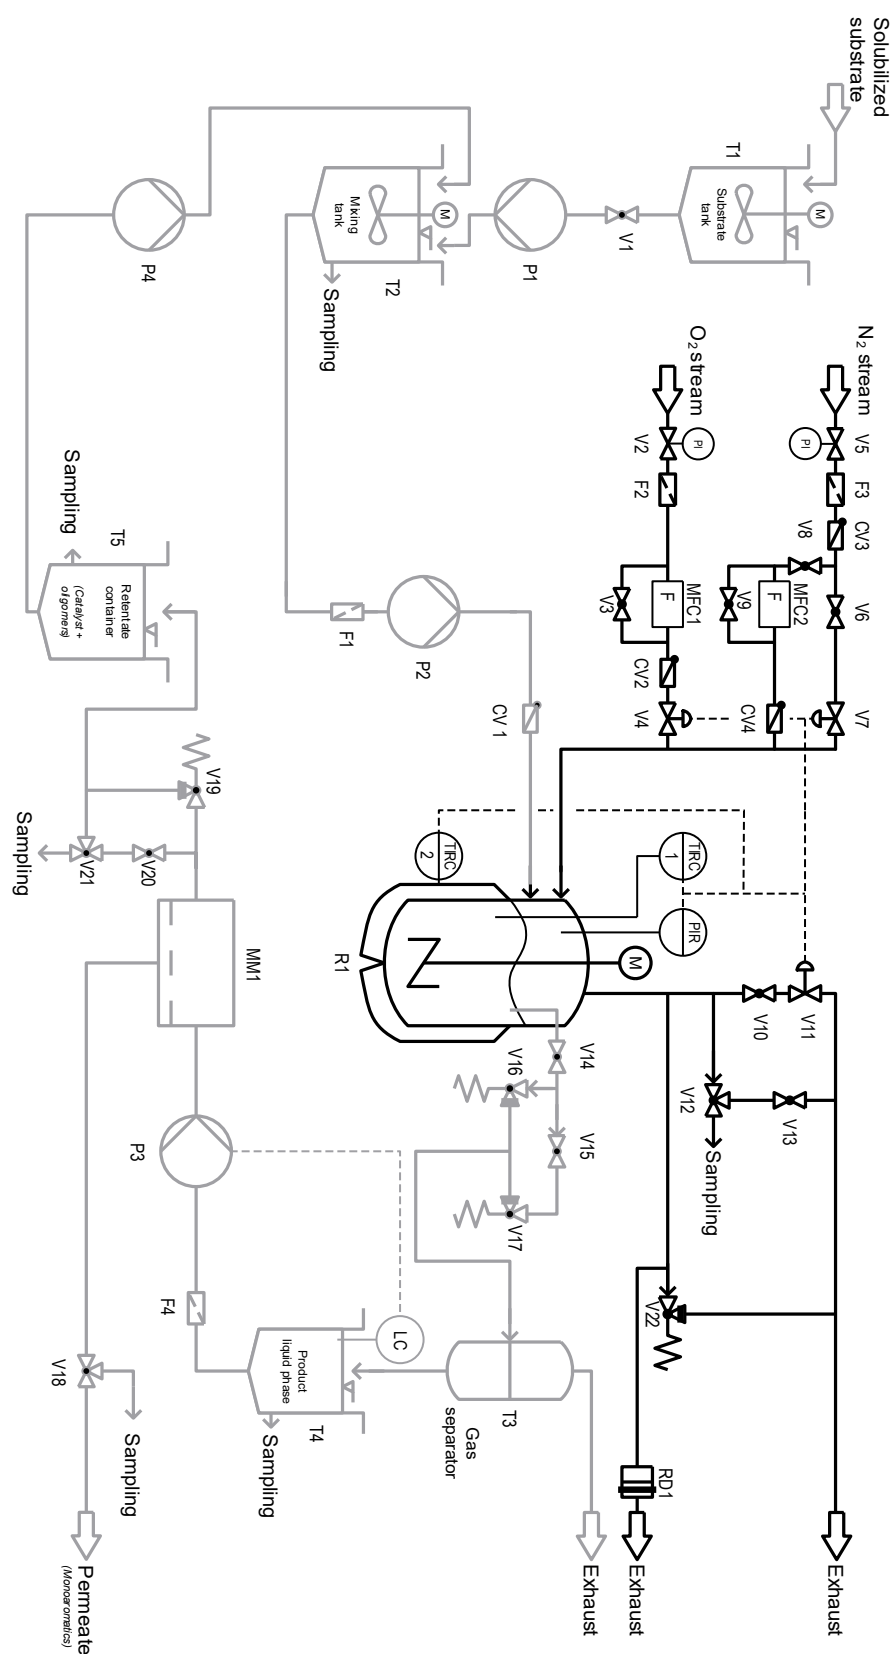 Solubilized
substrate
T1
Substrate
tank
M
V1
P1
T2
Mixing
tank
M
Sampling
P4
N2 stream
V5
PI
F3
CV3
V8
V6
MFC2
F
V9
CV4
V7
O2 stream
V2
PI
F2
MFC1
F
V3
CV2
V4
F1
P2
CV 1
T5
Retentate
container
(Catalyst +
oligomers)
Sampling
V19
V20
V21
Sampling
MM1
TIRC
1
TIRC
2
PIR
M
R1
V10
V11
V12
V13
Sampling
V14
V15
V16
V17
V22
RD1
P3
F4
LC
T4
Product
liquid phase
Sampling
T3
Gas
separator
V18
Sampling
Exhaust
Exhaust
Exhaust
Permeate
(Monoaromatics)